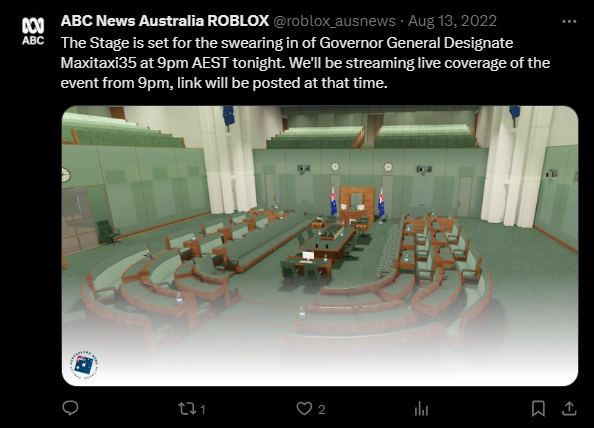 ABC News Australia ROBLOX @roblox_ausnews · Aug 13, 2022
ABC
The Stage is set for the swearing in of Governor General Designate
Maxitaxi35 at 9pm AEST tonight. We'll be streaming live coverage of the
event from 9pm, link will be posted at that time.
1
2